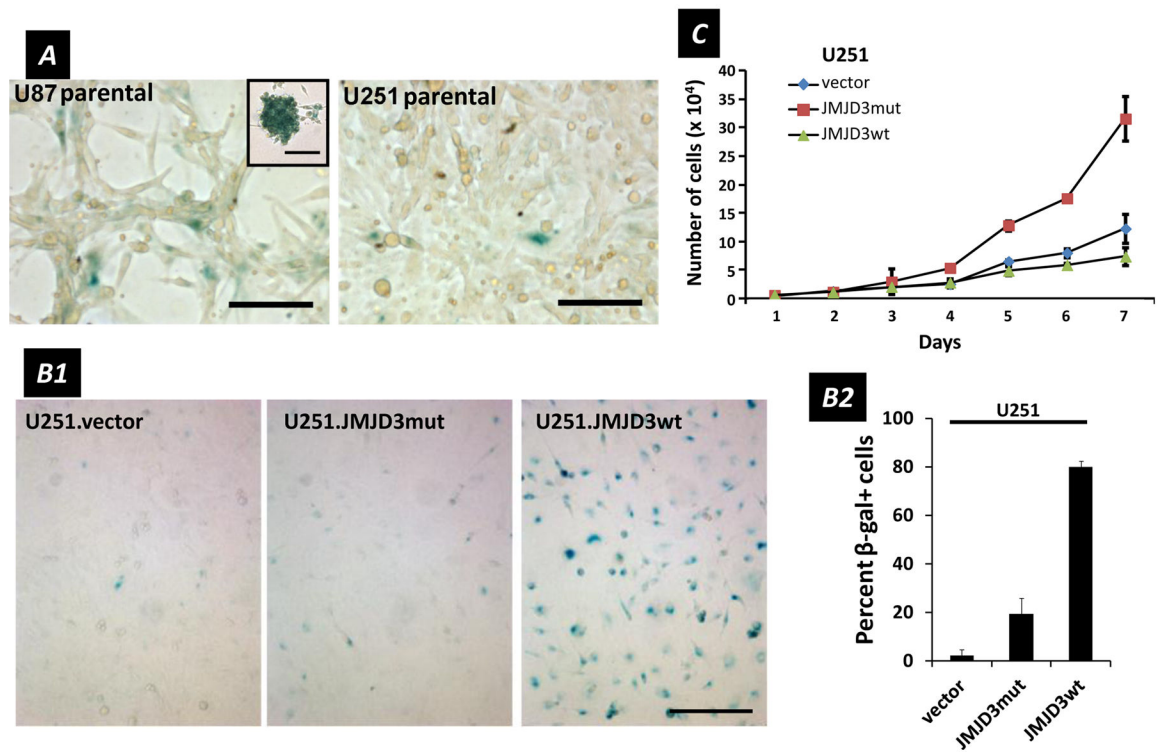 A
U87 parental
U251 parental
C
U251
vector
JMJD3mut
JMJD3wt
Number of cells (x 10⁴)
40
35
30
25
20
15
10
5
0
1 2 3 4 5 6 7
Days
B1
U251.vector
U251.JMJD3mut
U251.JMJD3wt
B2
U251
Percent β-gal+ cells
100
80
60
40
20
0
vector
JMJD3mut
JMJD3wt